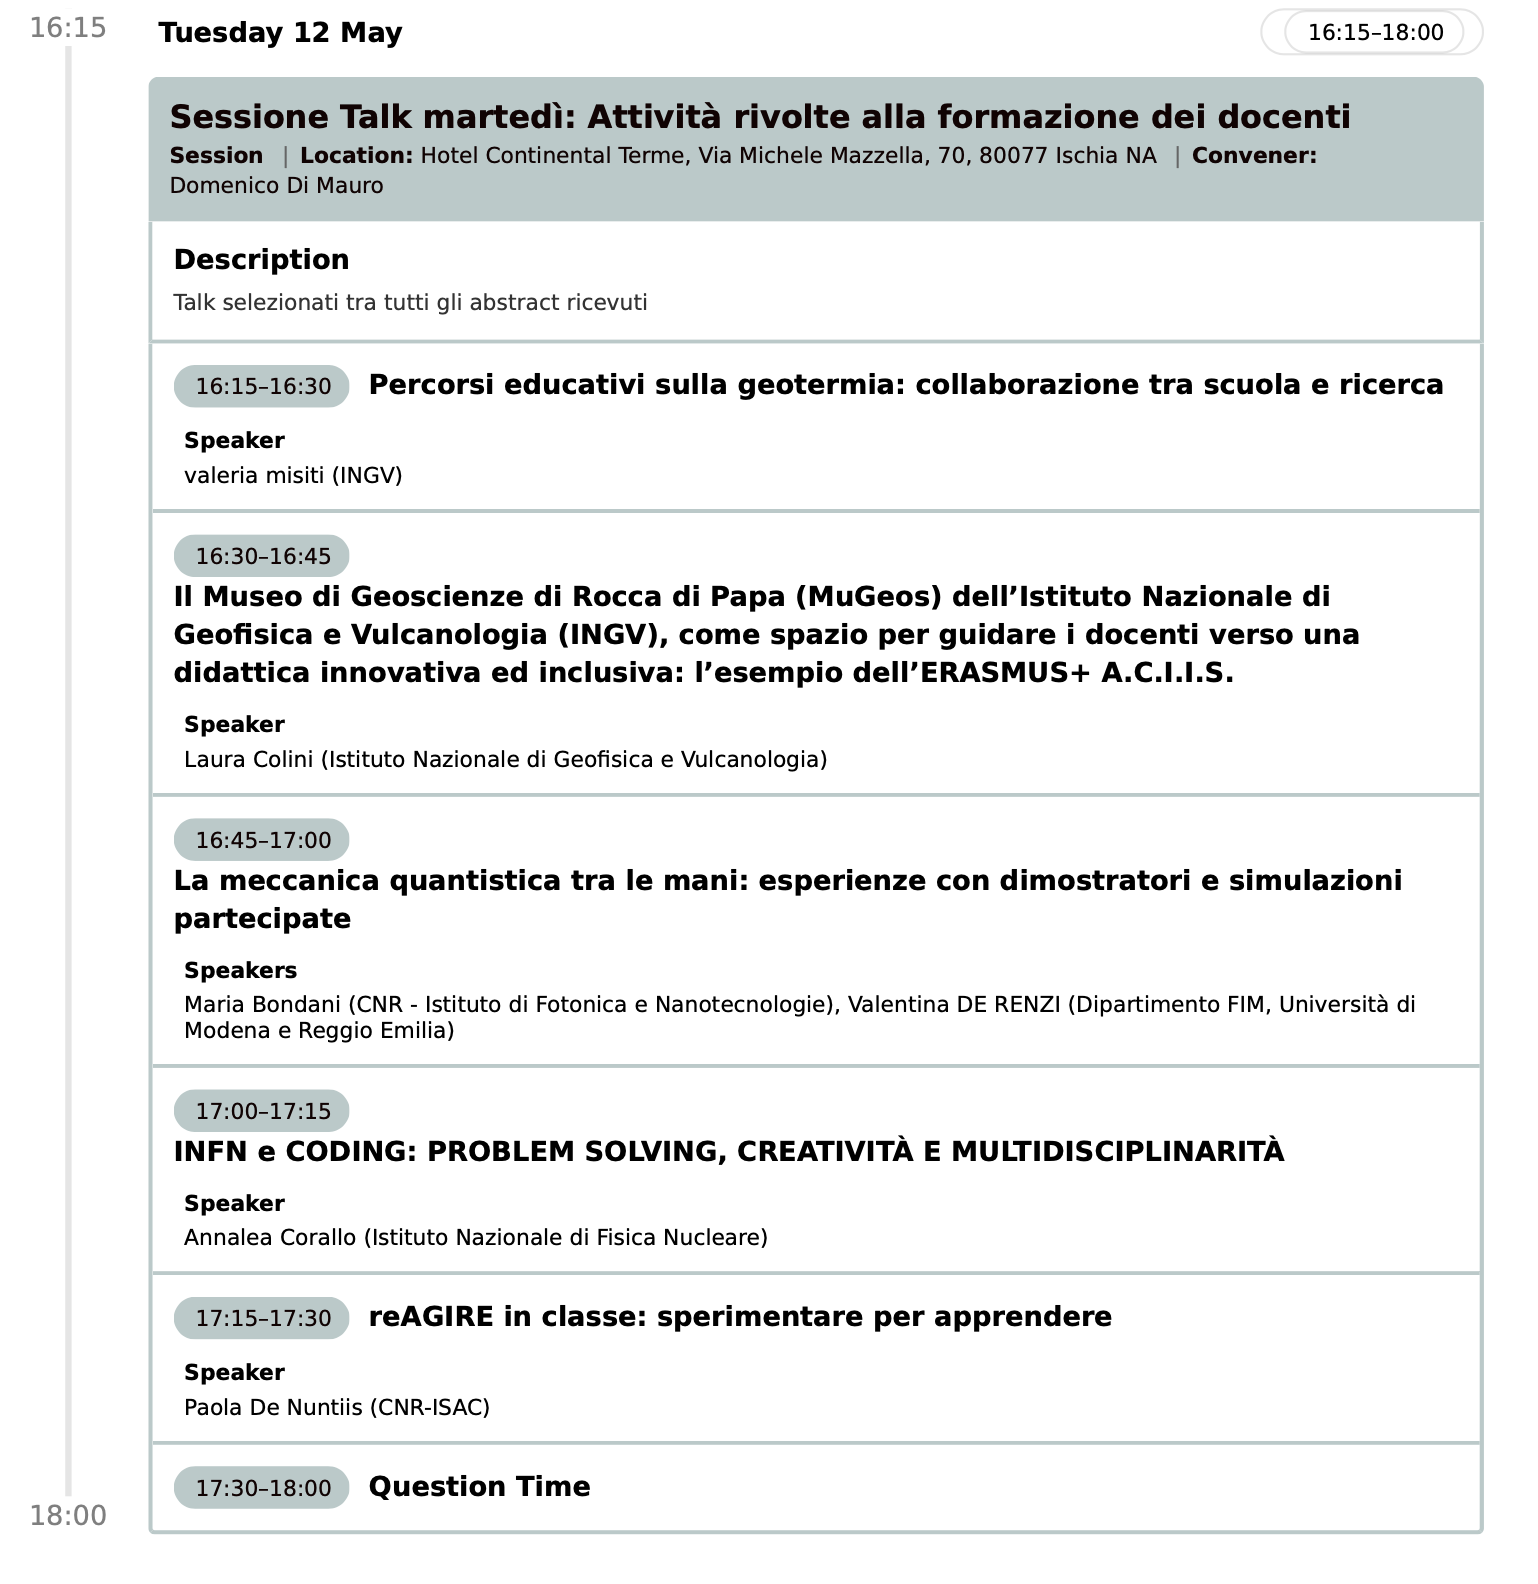 16:15
Tuesday 12 May
16:15–18:00
Sessione Talk martedì: Attività rivolte alla formazione dei docenti
Session | Location: Hotel Continental Terme, Via Michele Mazzella, 70, 80077 Ischia NA | Convener:
Domenico Di Mauro
Description
Talk selezionati tra tutti gli abstract ricevuti
16:15–16:30 Percorsi educativi sulla geotermia: collaborazione tra scuola e ricerca
Speaker
valeria misiti (INGV)
16:30–16:45
Il Museo di Geoscienze di Rocca di Papa (MuGeos) dell’Istituto Nazionale di
Geofisica e Vulcanologia (INGV), come spazio per guidare i docenti verso una
didattica innovativa ed inclusiva: l’esempio dell’ERASMUS+ A.C.I.I.S.
Speaker
Laura Colini (Istituto Nazionale di Geofisica e Vulcanologia)
16:45–17:00
La meccanica quantistica tra le mani: esperienze con dimostratori e simulazioni
partecipate
Speakers
Maria Bondani (CNR - Istituto di Fotonica e Nanotecnologie), Valentina DE RENZI (Dipartimento FIM, Università di
Modena e Reggio Emilia)
17:00–17:15
INFN e CODING: PROBLEM SOLVING, CREATIVITÀ E MULTIDISCIPLINARITÀ
Speaker
Annalea Corallo (Istituto Nazionale di Fisica Nucleare)
17:15–17:30 reAGIRE in classe: sperimentare per apprendere
Speaker
Paola De Nuntiis (CNR-ISAC)
17:30–18:00 Question Time
18:00